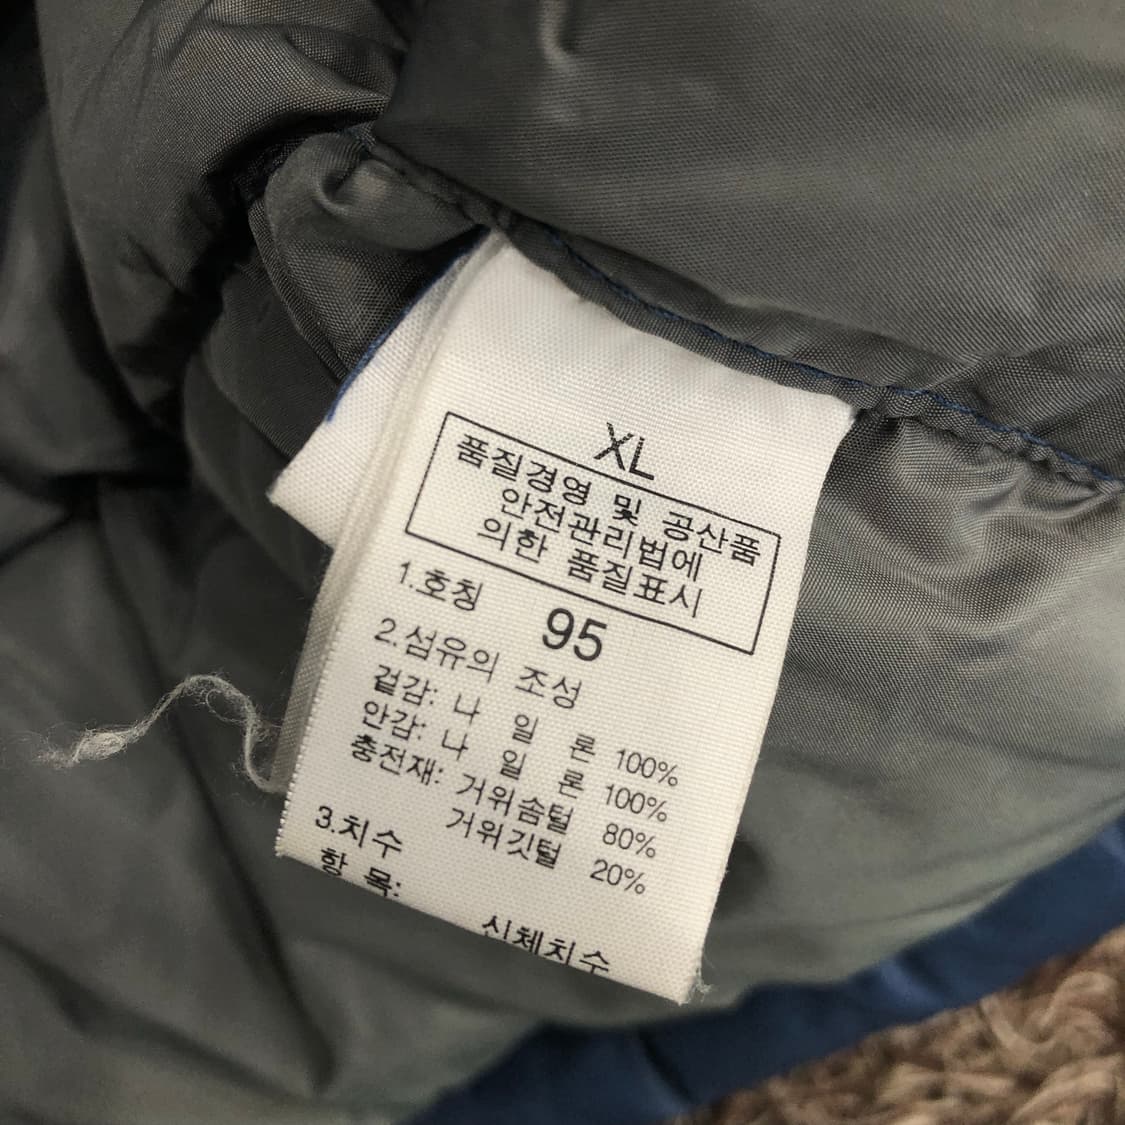 XL
품질경영 및 공산품
안전관리법에
의한 품질표시
1.호칭 95
2.섬유의 조성
겉감: 나 일 론 100%
안감: 나 일 론 100%
충전재: 거위솜털 80%
거위깃털 20%
3.치수
항 목:
신체치수